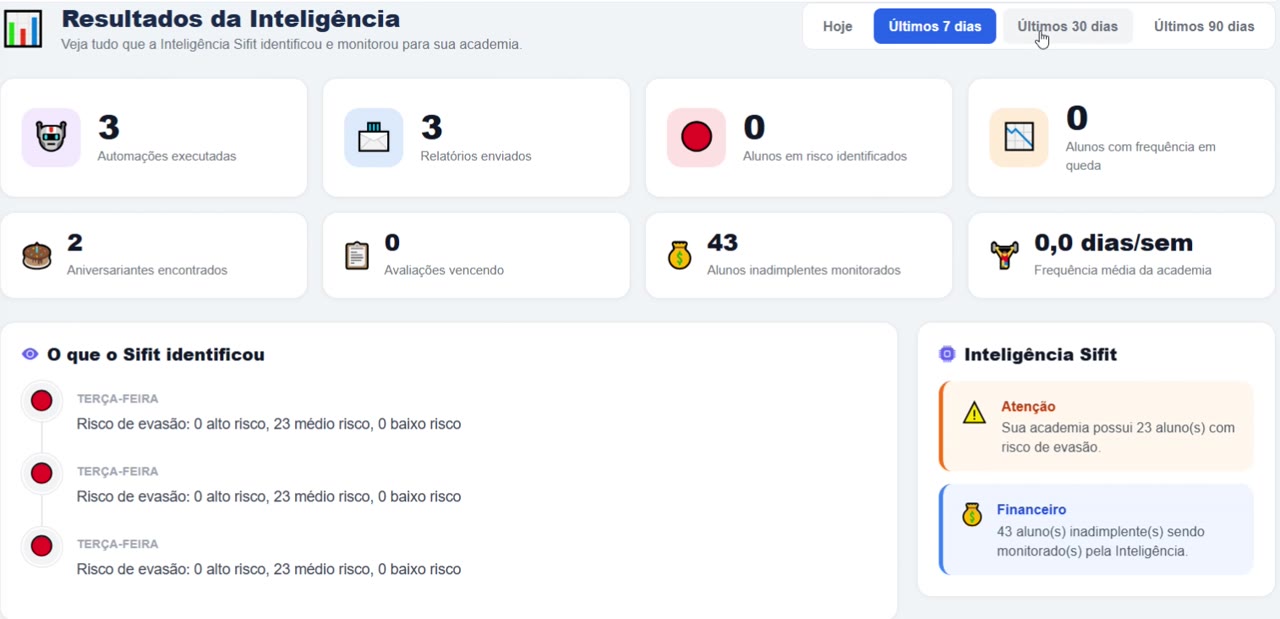 Resultados da Inteligência
Veja tudo que a Inteligência Sifit identificou e monitorou para sua academia.
Hoje
Últimos 7 dias
Últimos 30 dias
Últimos 90 dias
3
Automações executadas
3
Relatórios enviados
0
Alunos em risco identificados
0
Alunos com frequência em
queda
2
Aniversariantes encontrados
0
Avaliações vencendo
43
Alunos inadimplentes monitorados
0,0 dias/sem
Frequência média da academia
O que o Sifit identificou
TERÇA-FEIRA
Risco de evasão: 0 alto risco, 23 médio risco, 0 baixo risco
TERÇA-FEIRA
Risco de evasão: 0 alto risco, 23 médio risco, 0 baixo risco
TERÇA-FEIRA
Risco de evasão: 0 alto risco, 23 médio risco, 0 baixo risco
Inteligência Sifit
Atenção
Sua academia possui 23 aluno(s) com
risco de evasão.
Financeiro
43 aluno(s) inadimplente(s) sendo
monitorado(s) pela Inteligência.